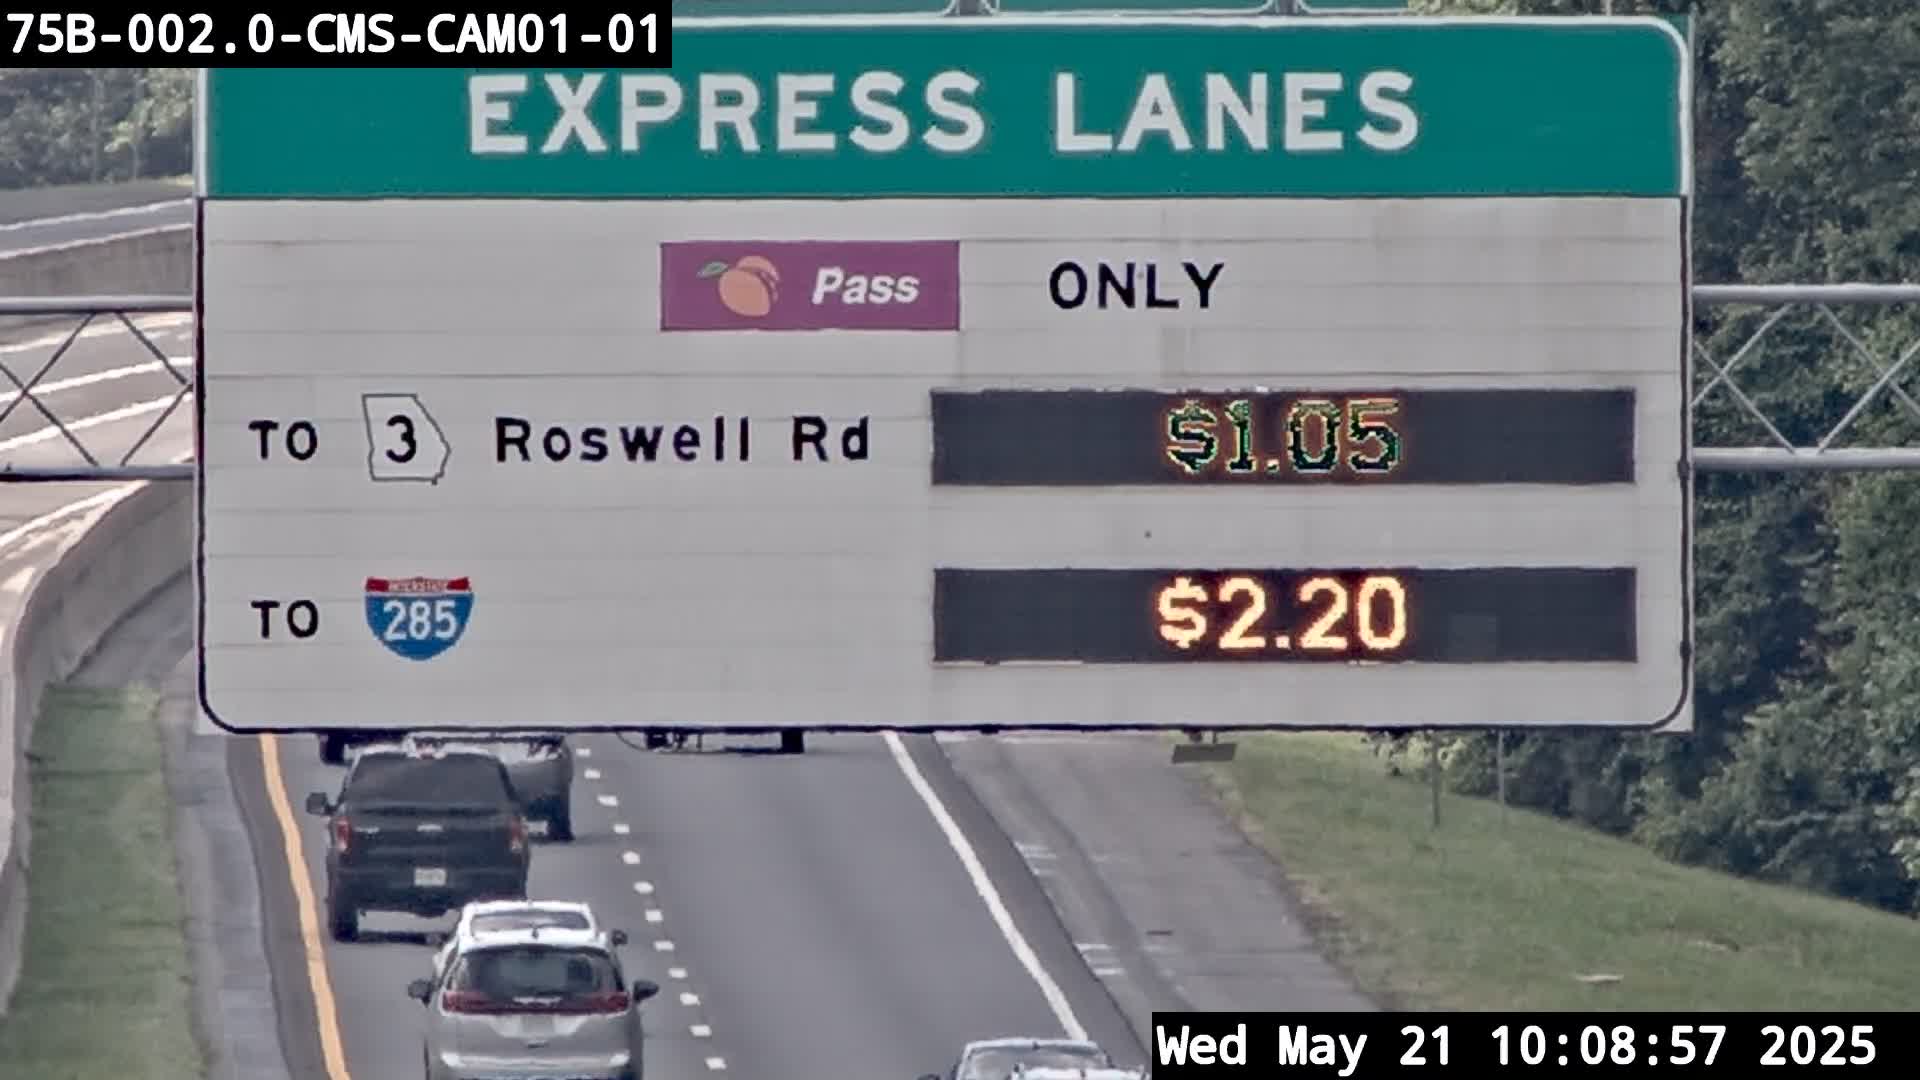 75B-002.0-CMS-CAM01-01
EXPRESS LANES
Pass ONLY
TO 3 Roswell Rd $1.05
INTERSTATE
TO 285 $2.20
Wed May 21 10:08:57 2025